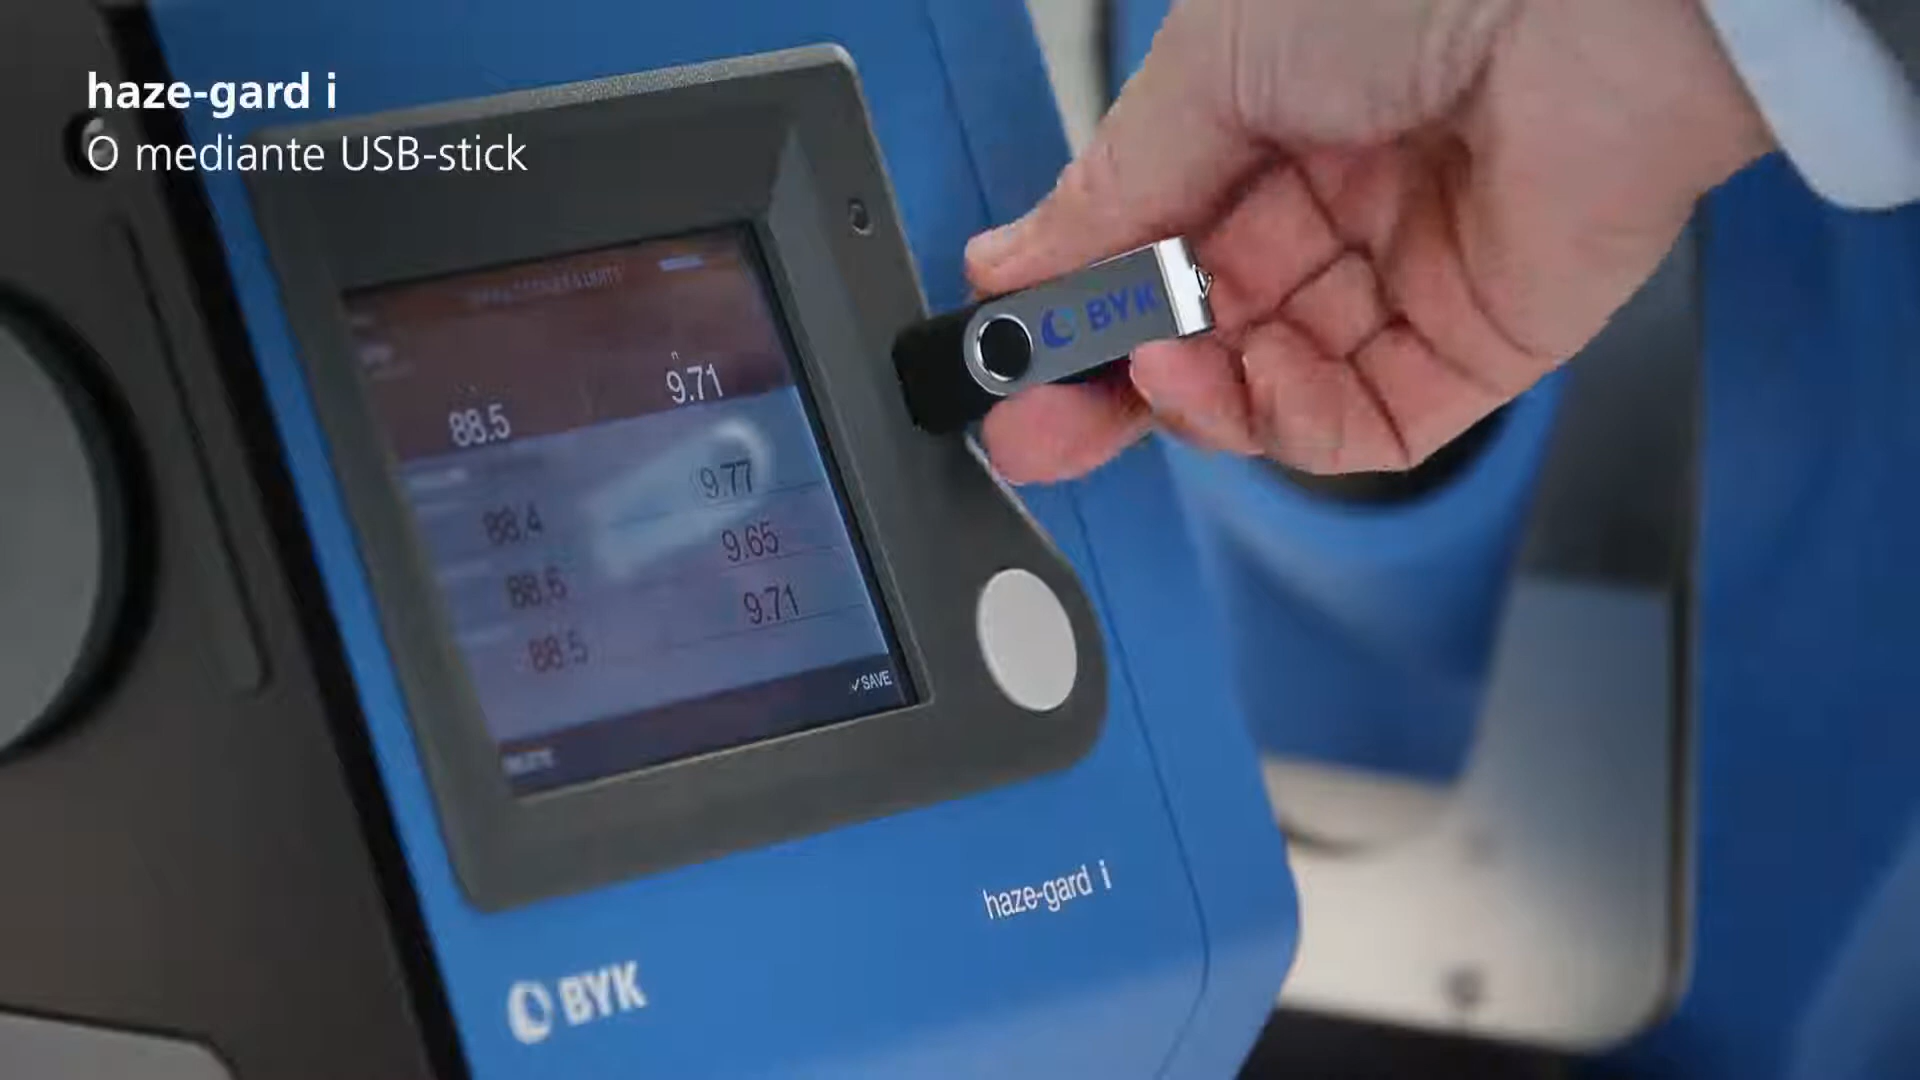 haze-gard i
O mediante USB-stick
BYK
88.5 9.71
88.4 9.77
88.6 9.65
88.5 9.71
✓SAVE
DELETE
haze-gard i
BYK